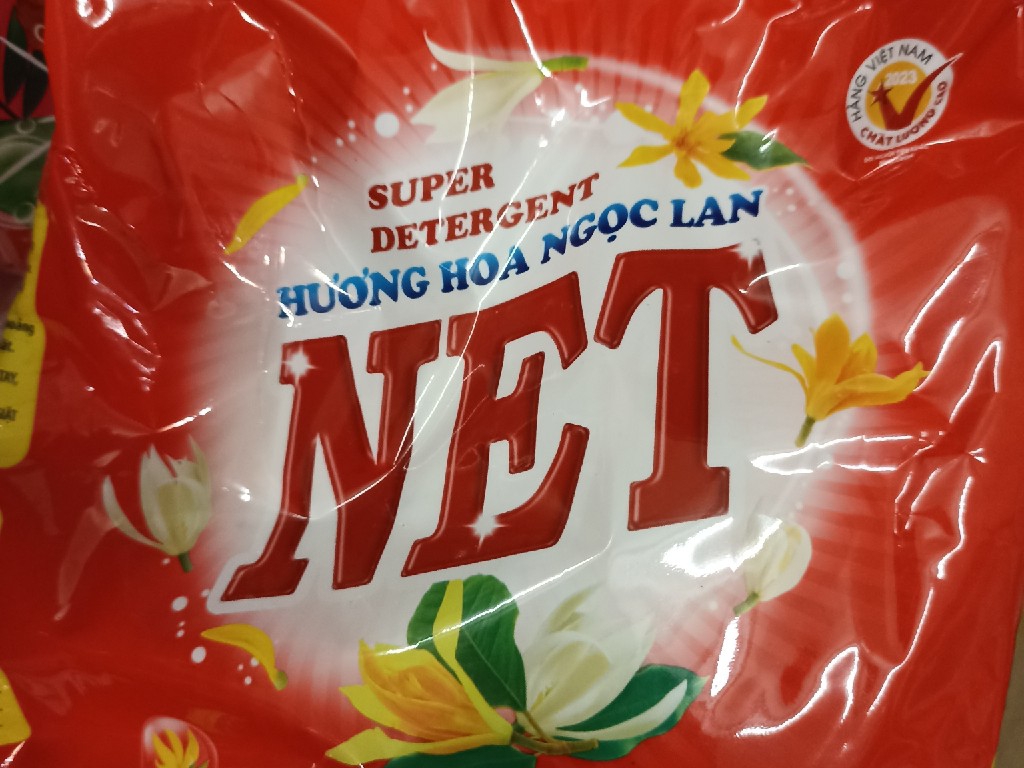 HÀNG VIỆT NAM
2023
CHẤT LƯỢNG CAO
SUPER
DETERGENT
HƯƠNG HOA NGỌC LAN
NET